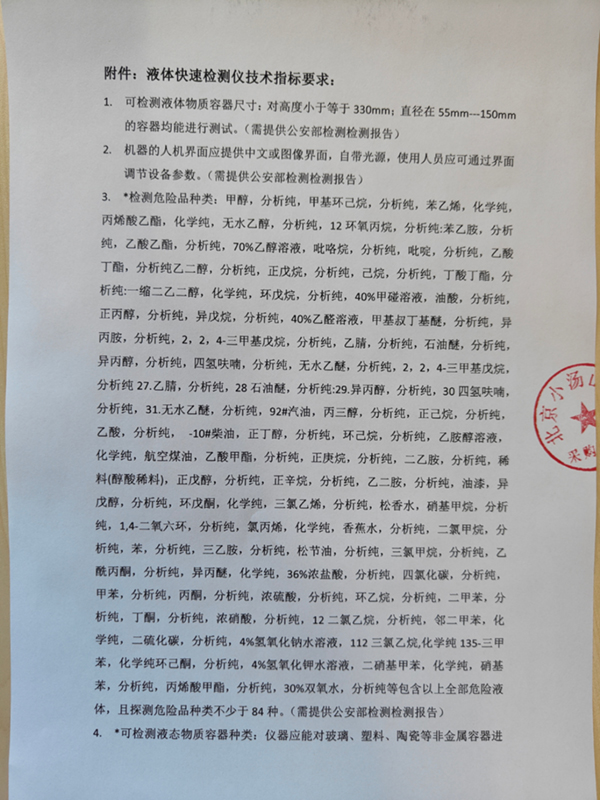 附件：液体快速检测仪技术指标要求：
1. 可检测液体物质容器尺寸：对高度小于等于 330mm；直径在 55mm---150mm
的容器均能进行测试。（需提供公安部检测检测报告）
2. 机器的人机界面应提供中文或图像界面，自带光源，使用人员应可通过界面
调节设备参数。（需提供公安部检测检测报告）
3. *检测危险品种类：甲醇，分析纯，甲基环己烷，分析纯，苯乙烯，化学纯，
丙烯酸乙酯，化学纯，无水乙醇，分析纯，12 环氧丙烷，分析纯:苯乙胺，分析
纯，乙酸乙酯，分析纯，70%乙醇溶液，吡咯烷，分析纯，吡啶，分析纯，乙酸
丁酯，分析纯乙二醇，分析纯，正戊烷，分析纯，己烷，分析纯，丁酸丁酯，分
析纯:一缩二乙二醇，化学纯，环戊烷，分析纯，40%甲磋溶液，油酸，分析纯，
正丙醇，分析纯，异戊烷，分析纯，40%乙醛溶液，甲基叔丁基醚，分析纯，异
丙胺，分析纯，2，2，4-三甲基戊烷，分析纯，乙腈，分析纯，石油醚，分析纯，
异丙醇，分析纯，四氢呋喃，分析纯，无水乙醚，分析纯，2，2，4-三甲基戊烷，
分析纯 27.乙腈，分析纯，28 石油醚，分析纯:29.异丙醇，分析纯，30 四氢呋喃，
分析纯，31.无水乙醚，分析纯，92#汽油，丙三醇，分析纯，正己烷，分析纯，
乙酸，分析纯， -10#柴油，正丁醇，分析纯，环己烷，分析纯，乙胺醇溶液，
化学纯，航空煤油，乙酸甲酯，分析纯，正庚烷，分析纯，二乙胺，分析纯，稀
料(醇酸稀料)，正戊醇，分析纯，正辛烷，分析纯，乙二胺，分析纯，油漆，异
戊醇，分析纯，环戊酮，化学纯，三氯乙烯，分析纯，松香水，硝基甲烷，分析
纯，1,4-二氧六环，分析纯，氯丙烯，化学纯，香蕉水，分析纯，二氯甲烷，分
析纯，苯，分析纯，三乙胺，分析纯，松节油，分析纯，三氯甲烷，分析纯，乙
酰丙酮，分析纯，异丙醚，化学纯，36%浓盐酸，分析纯，四氯化碳，分析纯，
甲苯，分析纯，丙酮，分析纯，浓硫酸，分析纯，环乙烷，分析纯，二甲苯，分
析纯，丁酮，分析纯，浓硝酸，分析纯，12 二氯乙烷，分析纯，邻二甲苯，化
学纯，二硫化碳，分析纯，4%氢氧化钠水溶液，112 三氯乙烷,化学纯 135-三甲
苯，化学纯环己酮，分析纯，4%氢氧化钾水溶液，二硝基甲苯，化学纯，硝基
苯，分析纯，丙烯酸甲酯，分析纯，30%双氧水，分析纯等包含以上全部危险液
体，且探测危险品种类不少于 84 种。（需提供公安部检测检测报告）
4. *可检测液态物质容器种类：仪器应能对玻璃、塑料、陶瓷等非金属容器进
北京小汤
采购